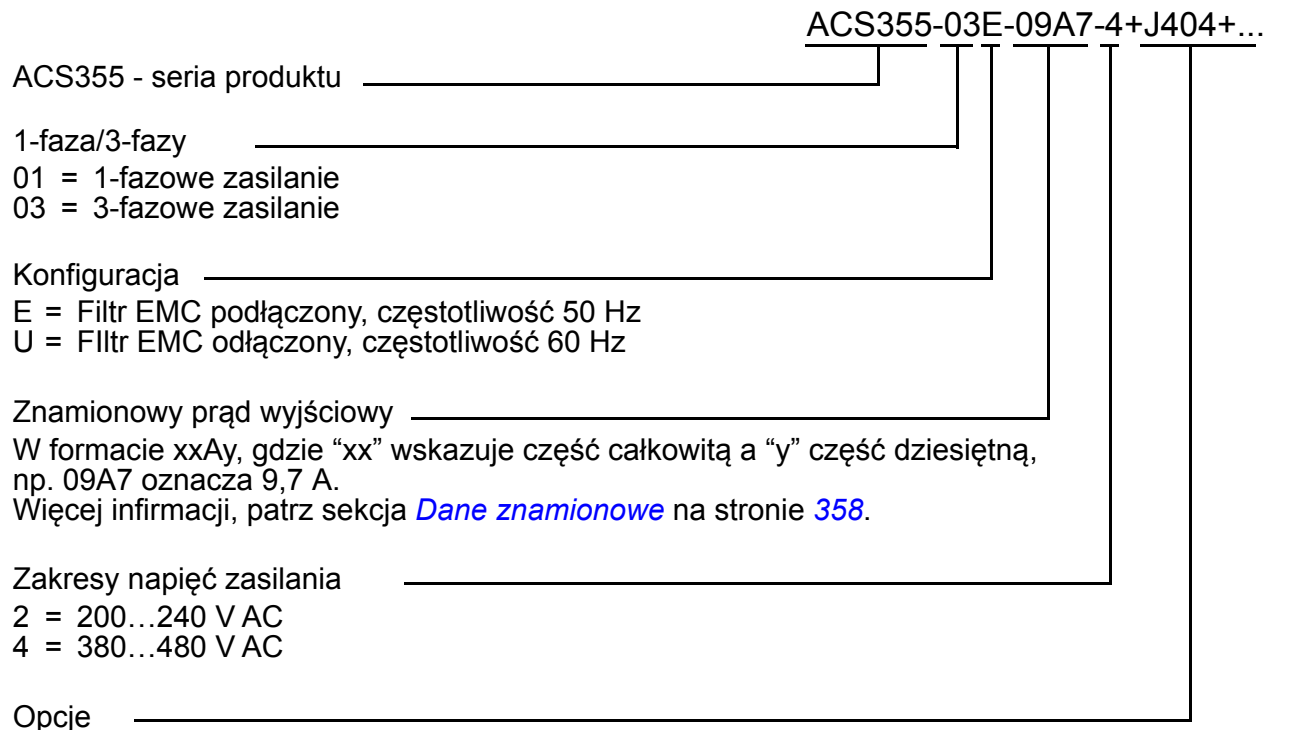 ACS355-03E-09A7-4+J404+...
ACS355 - seria produktu
1-faza/3-fazy
01 = 1-fazowe zasilanie
03 = 3-fazowe zasilanie
Konfiguracja
E = Filtr EMC podłączony, częstotliwość 50 Hz
U = FIltr EMC odłączony, częstotliwość 60 Hz
Znamionowy prąd wyjściowy
W formacie xxAy, gdzie “xx” wskazuje część całkowitą a “y” część dziesiętną,
np. 09A7 oznacza 9,7 A.
Więcej infirmacji, patrz sekcja Dane znamionowe na stronie 358.
Zakresy napięć zasilania
2 = 200…240 V AC
4 = 380…480 V AC
Opcje